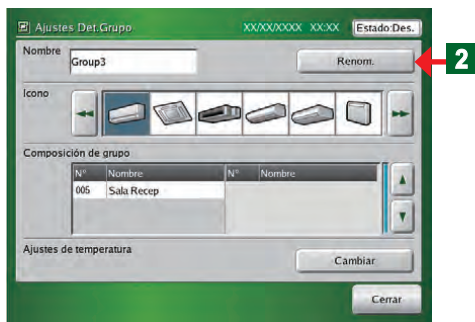 Ajustes Det.Grupo XX/XX/XXXX XX:XX Estado:Des.
Nombre
Group3 Renom. 2
Icono
Composición de grupo
N° Nombre N° Nombre
005 Sala Recep
Ajustes de temperatura
Cambiar
Cerrar